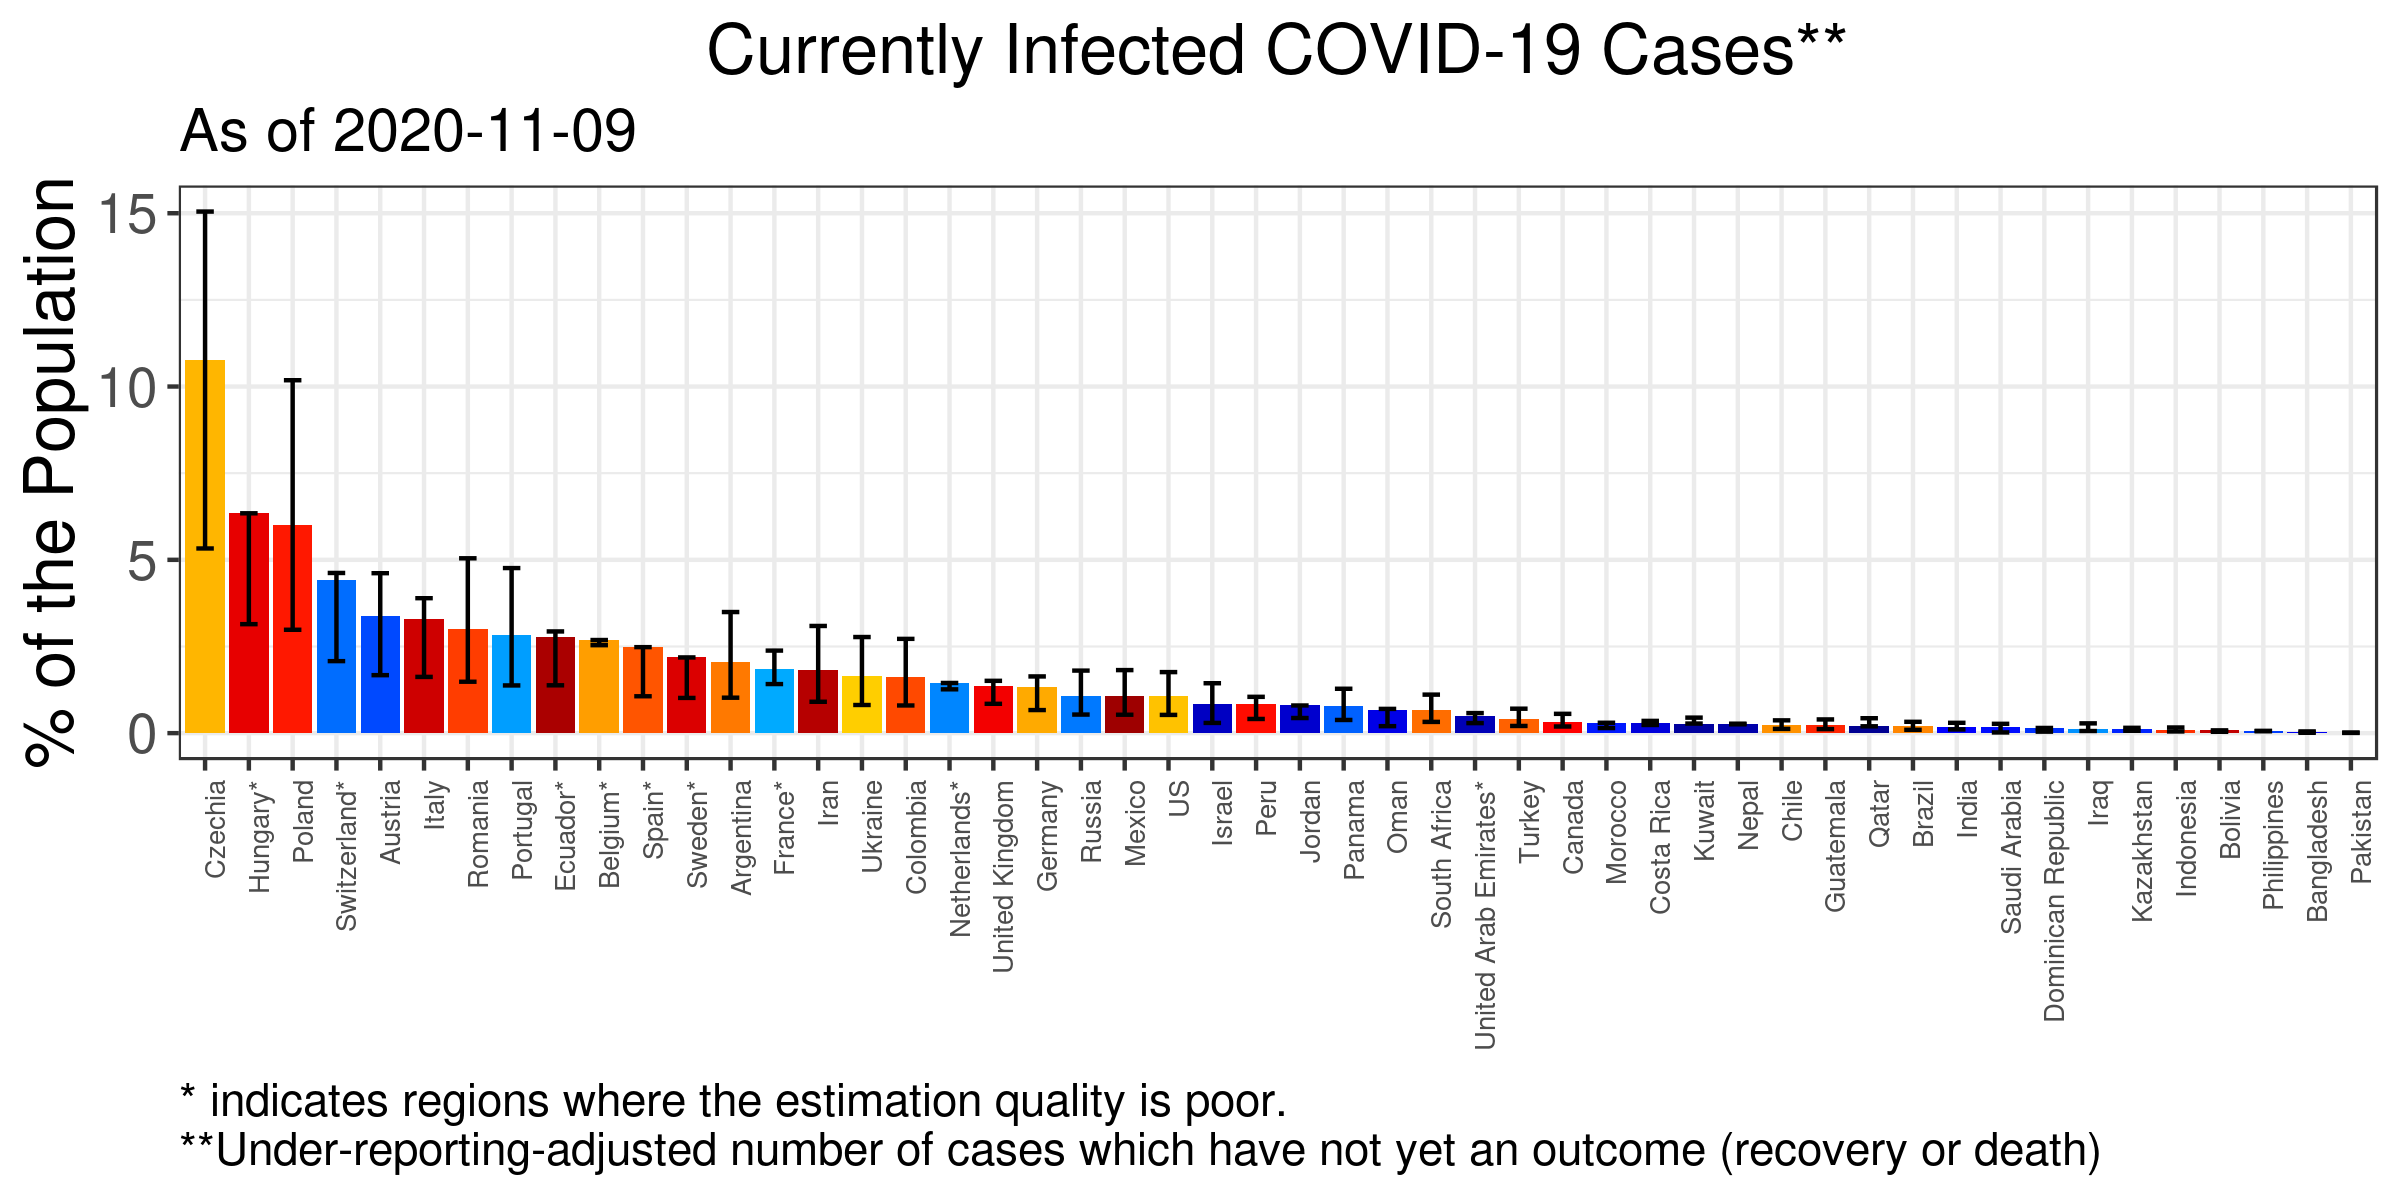 Currently Infected COVID-19 Cases**
As of 2020-11-09
% of the Population
15
10
5
0
Czechia
Hungary*
Poland
Switzerland*
Austria
Italy
Romania
Portugal
Ecuador*
Belgium*
Spain*
Sweden*
Argentina
France*
Iran
Ukraine
Colombia
Netherlands*
United Kingdom
Germany
Russia
Mexico
US
Israel
Peru
Jordan
Panama
Oman
South Africa
United Arab Emirates*
Turkey
Canada
Morocco
Costa Rica
Kuwait
Nepal
Chile
Guatemala
Qatar
Brazil
India
Saudi Arabia
Dominican Republic
Iraq
Kazakhstan
Indonesia
Bolivia
Philippines
Bangladesh
Pakistan
* indicates regions where the estimation quality is poor.
**Under-reporting-adjusted number of cases which have not yet an outcome (recovery or death)